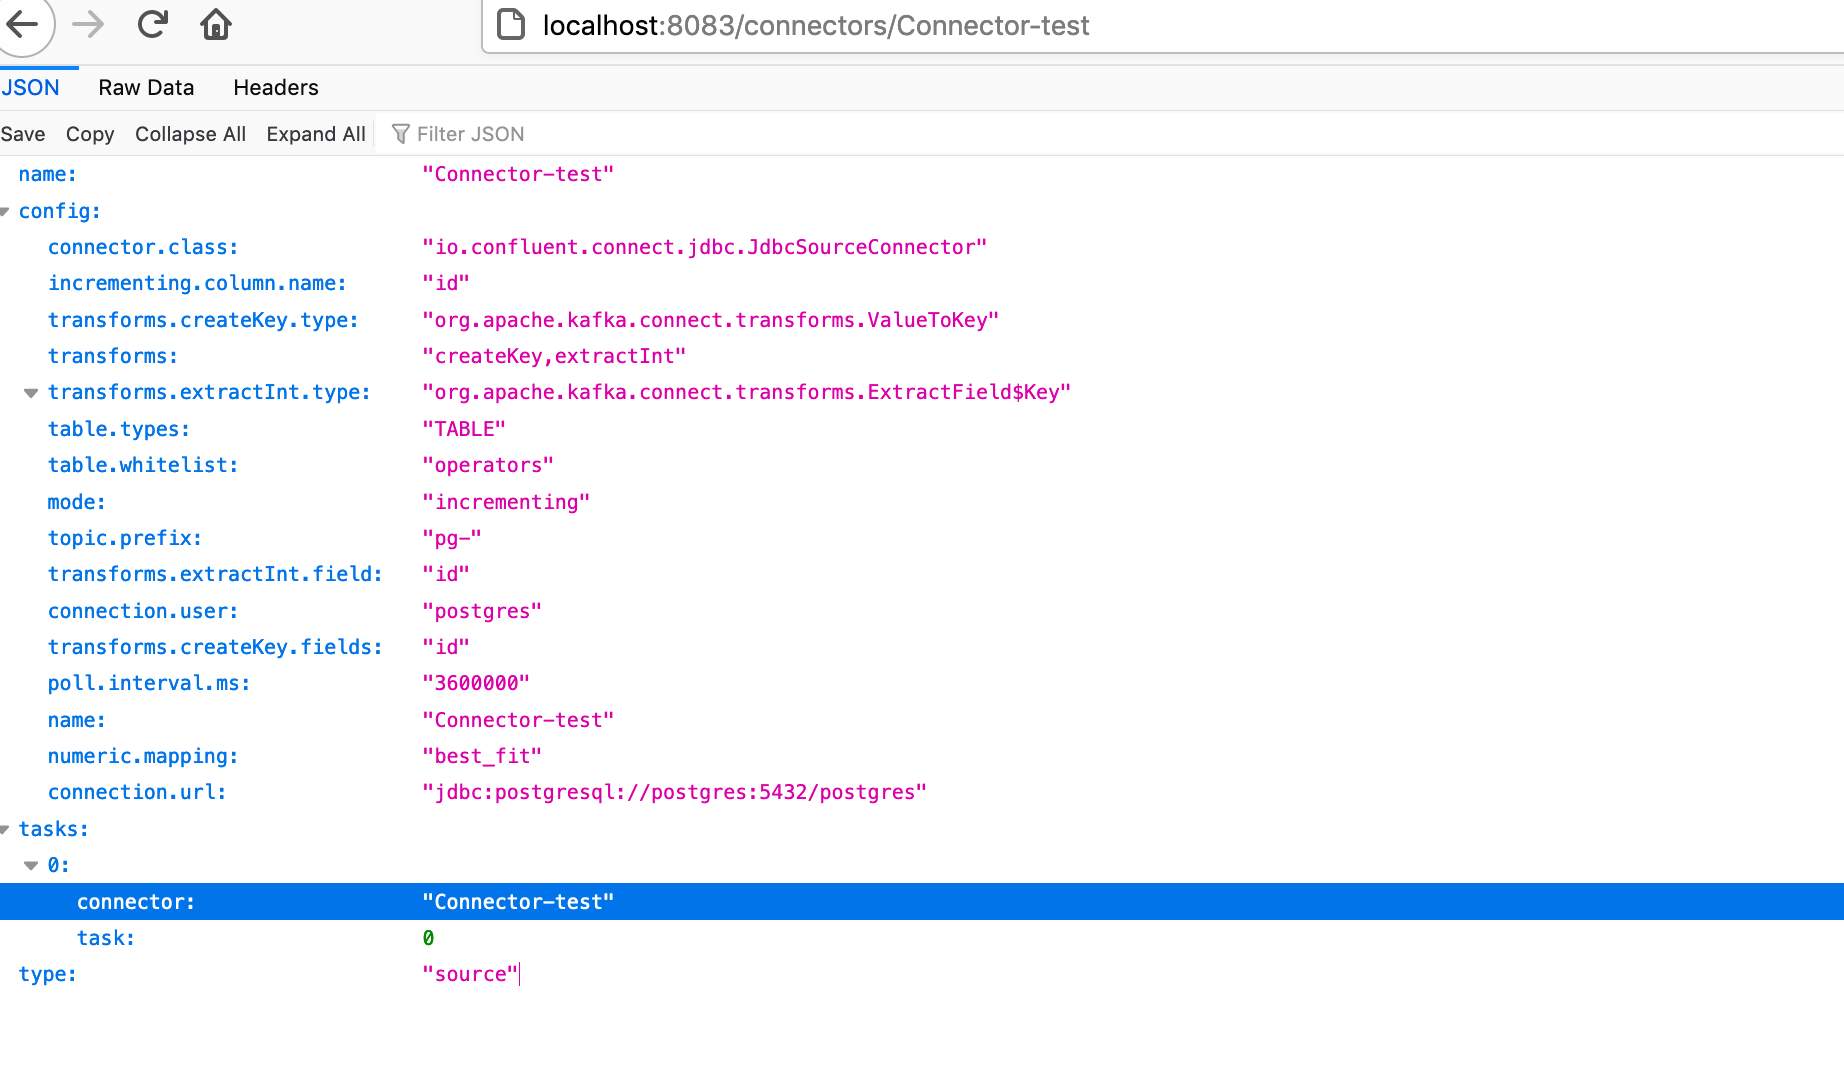 localhost:8083/connectors/Connector-test
JSON Raw Data Headers
Save Copy Collapse All Expand All Filter JSON
name: "Connector-test"
config:
connector.class: "io.confluent.connect.jdbc.JdbcSourceConnector"
incrementing.column.name: "id"
transforms.createKey.type: "org.apache.kafka.connect.transforms.ValueToKey"
transforms: "createKey,extractInt"
transforms.extractInt.type: "org.apache.kafka.connect.transforms.ExtractField$Key"
table.types: "TABLE"
table.whitelist: "operators"
mode: "incrementing"
topic.prefix: "pg-"
transforms.extractInt.field: "id"
connection.user: "postgres"
transforms.createKey.fields: "id"
poll.interval.ms: "3600000"
name: "Connector-test"
numeric.mapping: "best_fit"
connection.url: "jdbc:postgresql://postgres:5432/postgres"
tasks:
0:
connector: "Connector-test"
task: 0
type: "source"